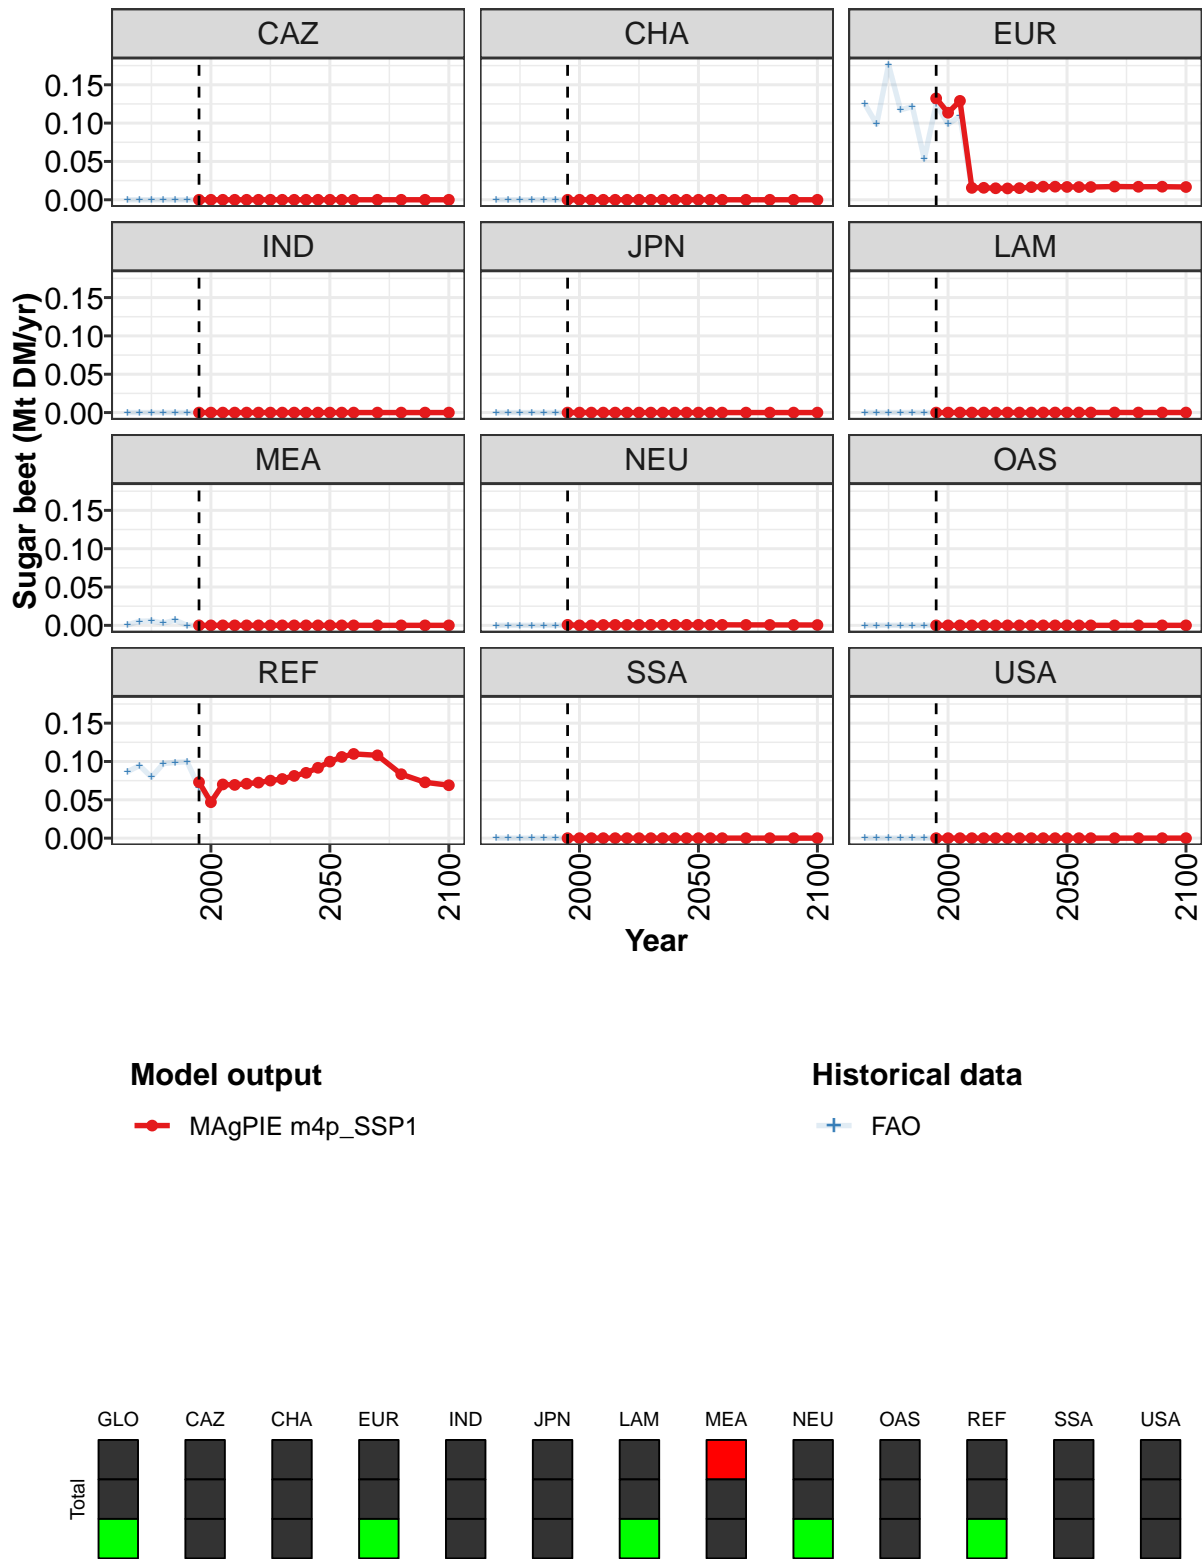 CAZ CHA EUR
0.15
0.10
0.05
0.00
IND JPN LAM
0.15
0.10
0.05
0.00
MEA NEU OAS
0.15
0.10
0.05
0.00
REF SSA USA
0.15
0.10
0.05
0.00
Sugar beet (Mt DM/yr)
2000 2050 2100 2000 2050 2100 2000 2050 2100
Year
Model output Historical data
MAgPIE m4p_SSP1 FAO
GLO CAZ CHA EUR IND JPN LAM MEA NEU OAS REF SSA USA
Total